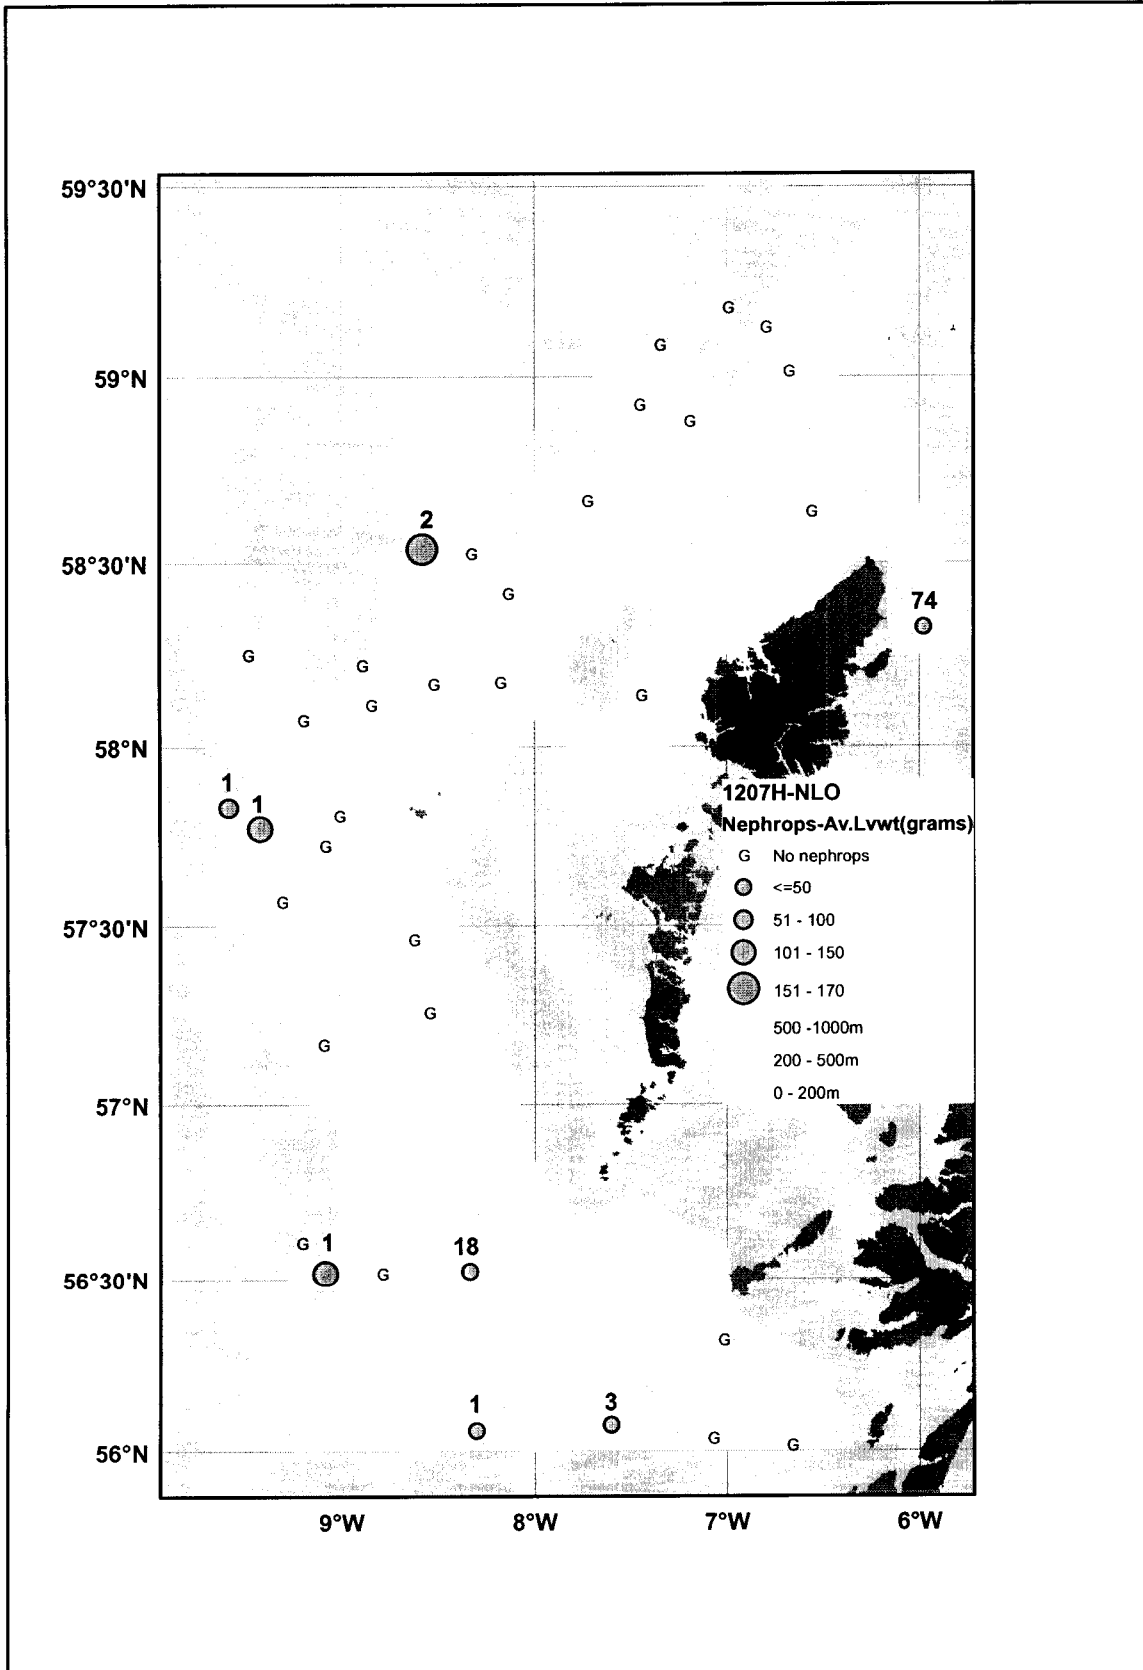 59°30'N
G
G
G
G
59°N
G
G
G
G
2
G
58°30'N
G
74
G
G
G
G
G
G
G
58°N
1
1
G
G
1207H-NLO
Nephrops-Av.Lvwt(grams)
G No nephrops
<=50
51 - 100
101 - 150
151 - 170
500 -1000m
200 - 500m
0 - 200m
G
57°30'N
G
G
G
57°N
G
1
18
G
56°30'N
G
1
3
G
G
56°N
9°W 8°W 7°W 6°W